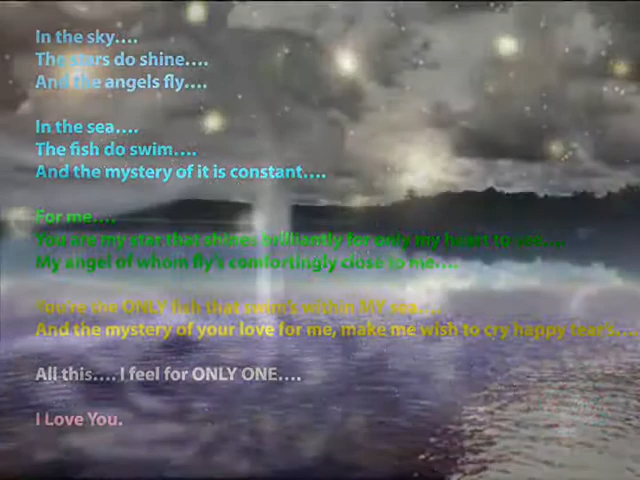 In the sky....
The stars do shine....
And the angels fly....
In the sea....
The fish do swim....
And the mystery of it is constant....
For me....
You are my star that shines brilliantly for only my heart to see....
My angel of whom fly's comfortingly close to me....
You're the ONLY fish that swim's within MY sea....
And the mystery of your love for me, make me wish to cry happy tear's....
All this.... I feel for ONLY ONE....
I Love You.